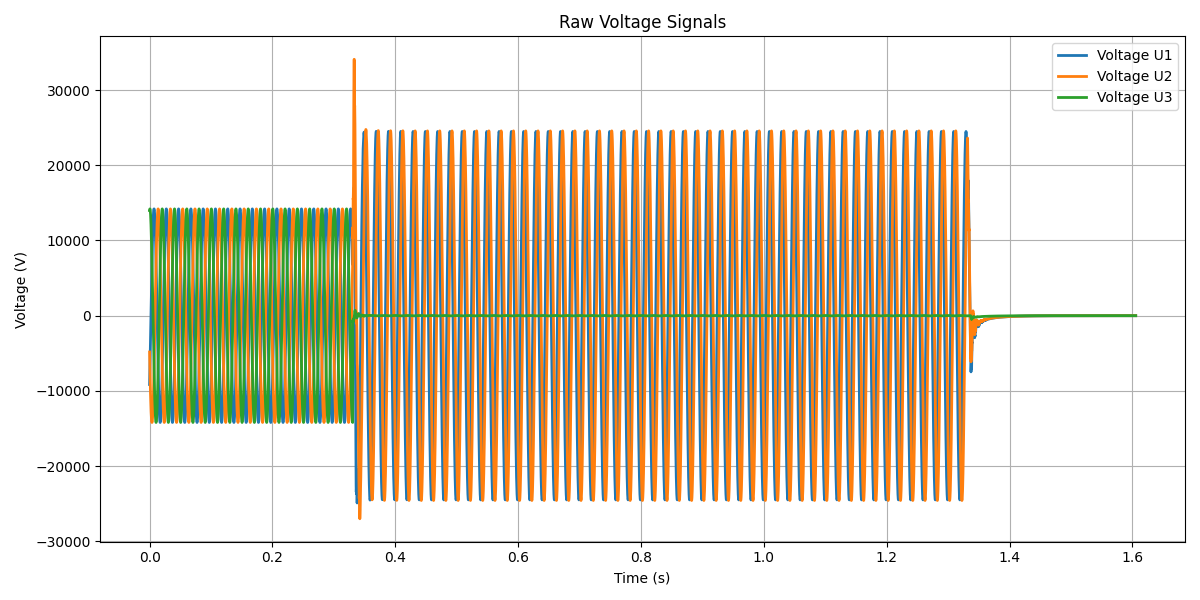 Raw Voltage Signals
Voltage U1
Voltage U2
Voltage U3
Voltage (V)
30000
20000
10000
0
−10000
−20000
−30000
0.0 0.2 0.4 0.6 0.8 1.0 1.2 1.4 1.6
Time (s)